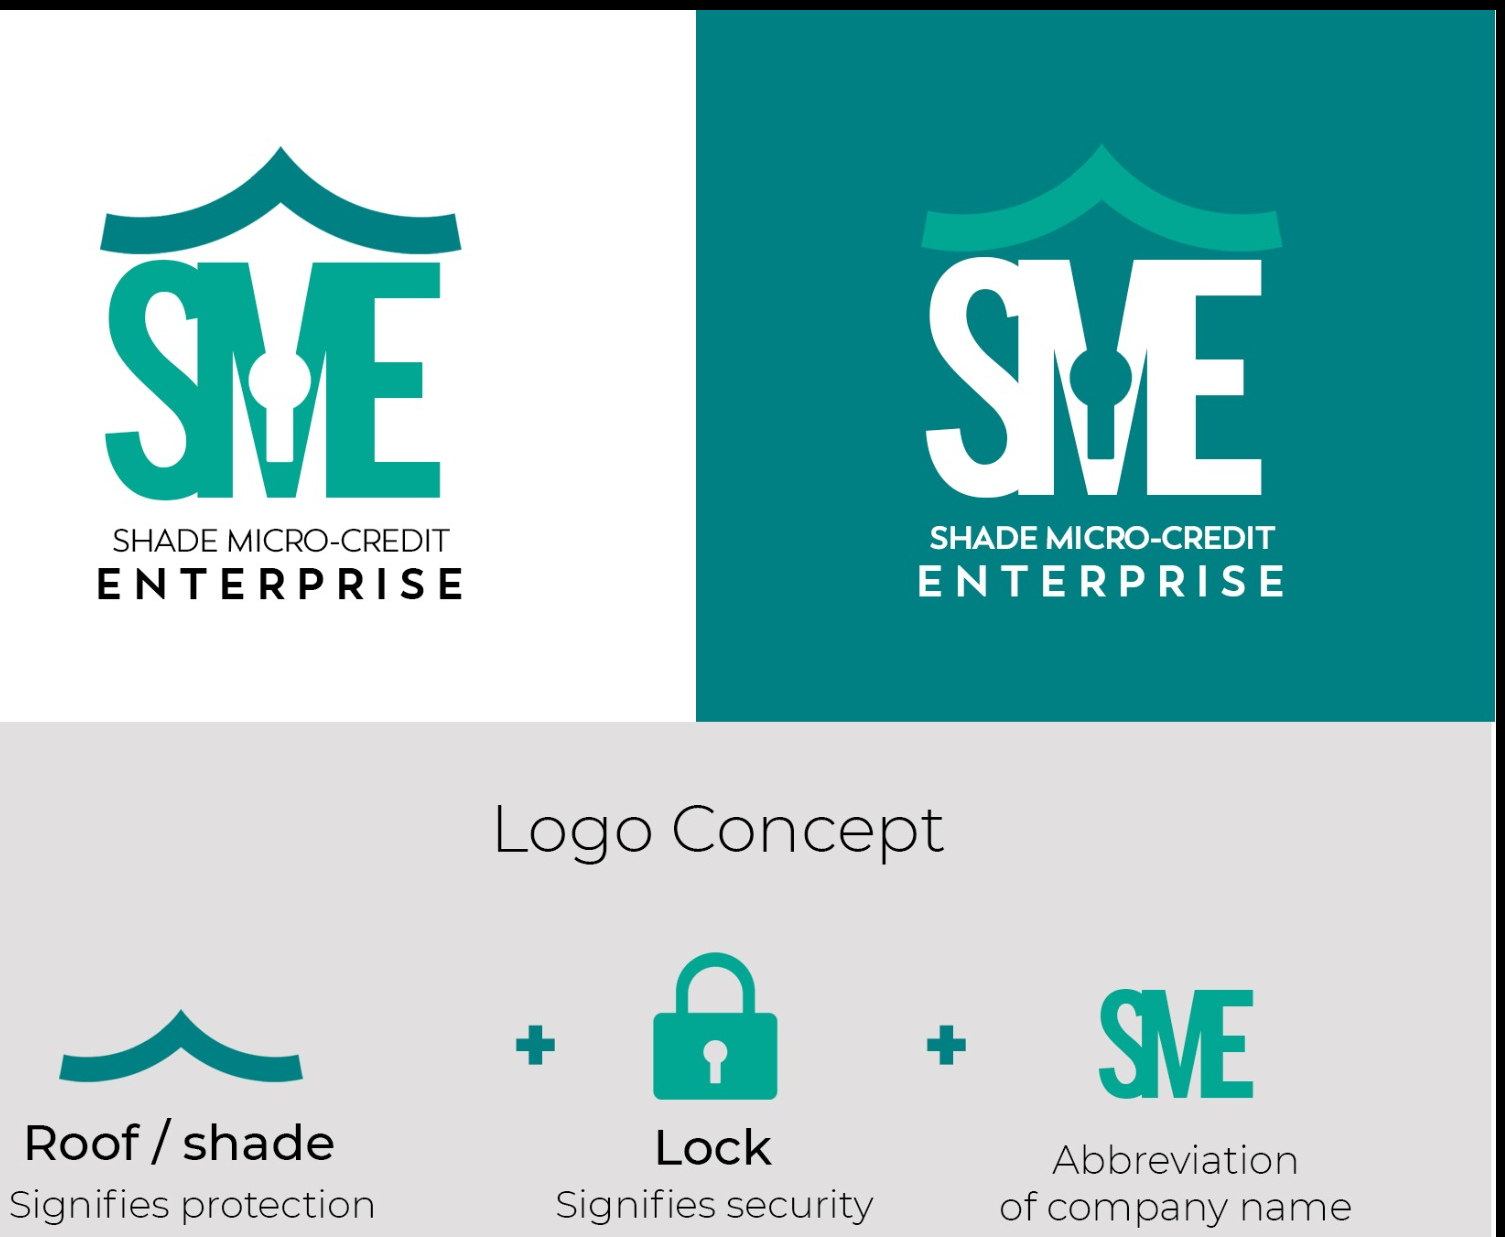 SME
SHADE MICRO-CREDIT
ENTERPRISE
SME
SHADE MICRO-CREDIT
ENTERPRISE
Logo Concept
+
+
SME
Roof / shade
Signifies protection
Lock
Signifies security
Abbreviation
of company name